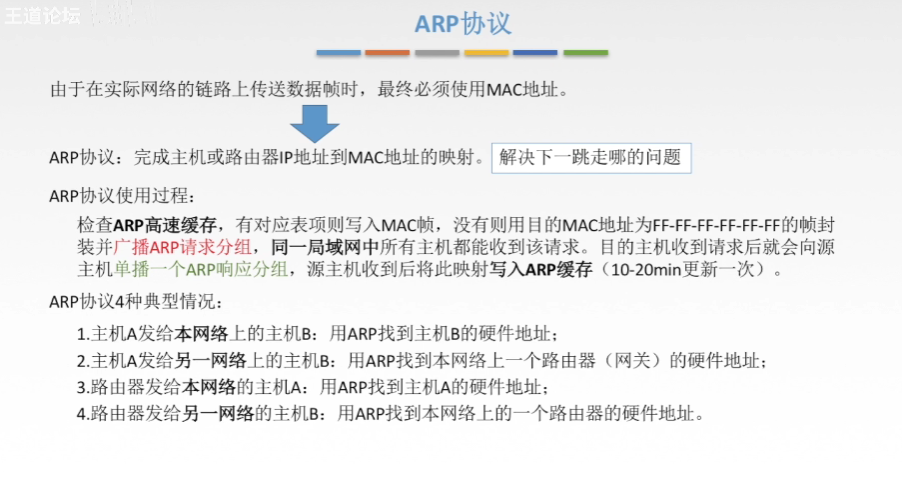 王道论坛
ARP协议
由于在实际网络的链路上传送数据帧时，最终必须使用MAC地址。
ARP协议：完成主机或路由器IP地址到MAC地址的映射。 解决下一跳走哪的问题
ARP协议使用过程：
检查ARP高速缓存，有对应表项则写入MAC帧，没有则用目的MAC地址为FF-FF-FF-FF-FF-FF的帧封
装并广播ARP请求分组，同一局域网中所有主机都能收到该请求。目的主机收到请求后就会向源
主机单播一个ARP响应分组，源主机收到后将此映射写入ARP缓存（10-20min更新一次）。
ARP协议4种典型情况：
1.主机A发给本网络上的主机B：用ARP找到主机B的硬件地址；
2.主机A发给另一网络上的主机B：用ARP找到本网络上一个路由器（网关）的硬件地址；
3.路由器发给本网络的主机A：用ARP找到主机A的硬件地址；
4.路由器发给另一网络的主机B：用ARP找到本网络上的一个路由器的硬件地址。